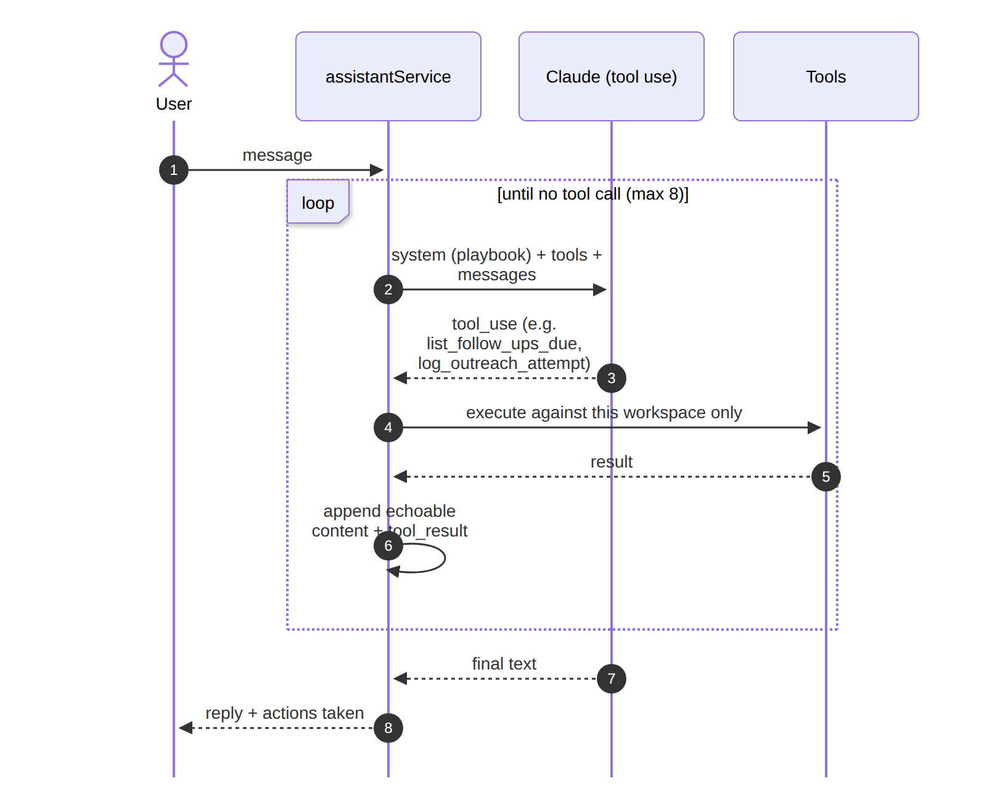 User
assistantService
Claude (tool use)
Tools
1
message
loop
[until no tool call (max 8)]
system (playbook) + tools +
messages
2
tool_use (e.g.
list_follow_ups_due,
log_outreach_attempt)
3
execute against this workspace only
4
result
5
append echoable
content + tool_result
6
final text
7
reply + actions taken
8